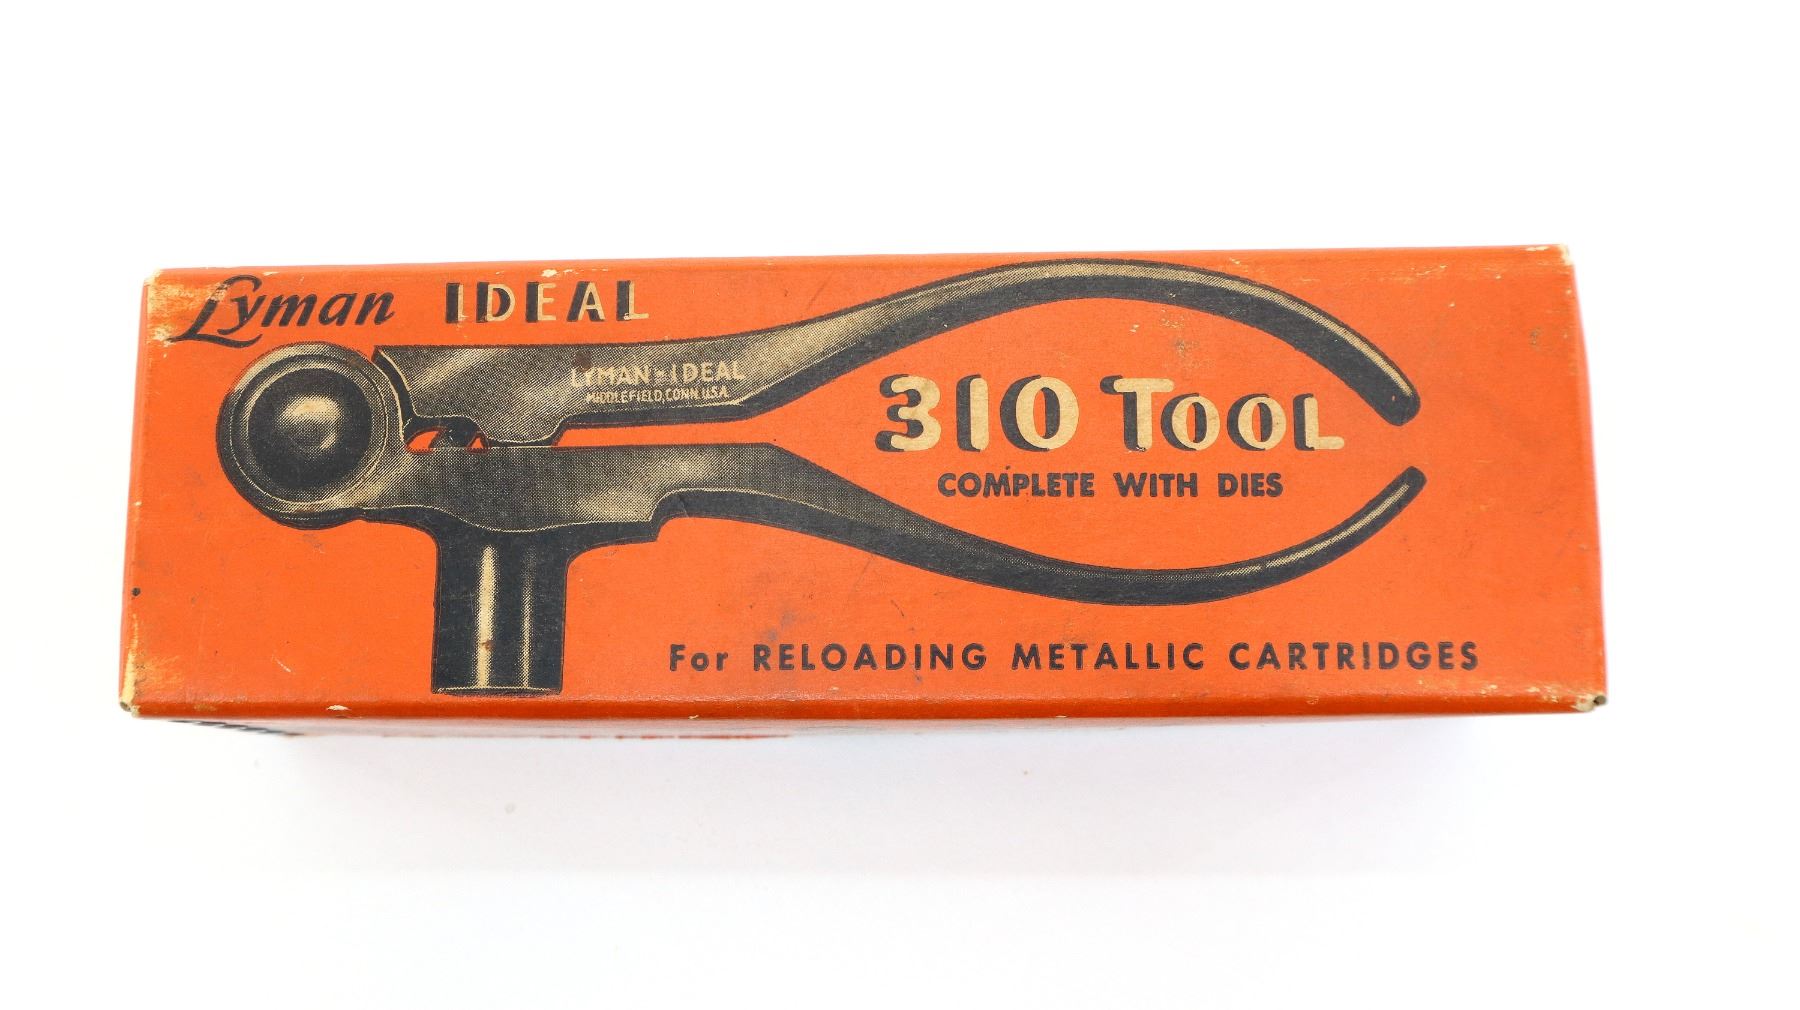 Lyman IDEAL
LYMAN IDEAL
MIDDLEFIELD, CONN. U.S.A.
310 TOOL
COMPLETE WITH DIES
For RELOADING METALLIC CARTRIDGES